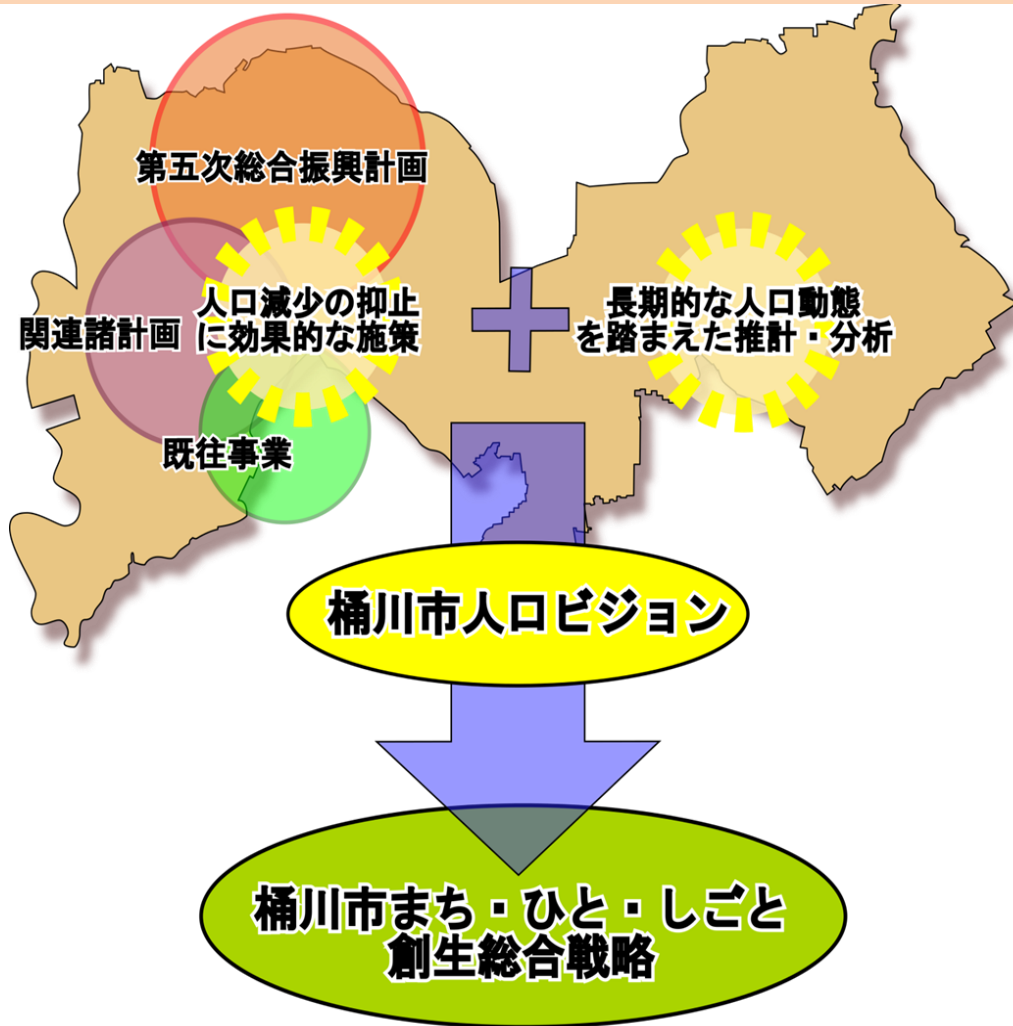 第五次総合振興計画
関連諸計画
人口減少の抑止
に効果的な施策
既往事業
長期的な人口動態
を踏まえた推計・分析
桶川市人口ビジョン
桶川市まち・ひと・しごと
創生総合戦略